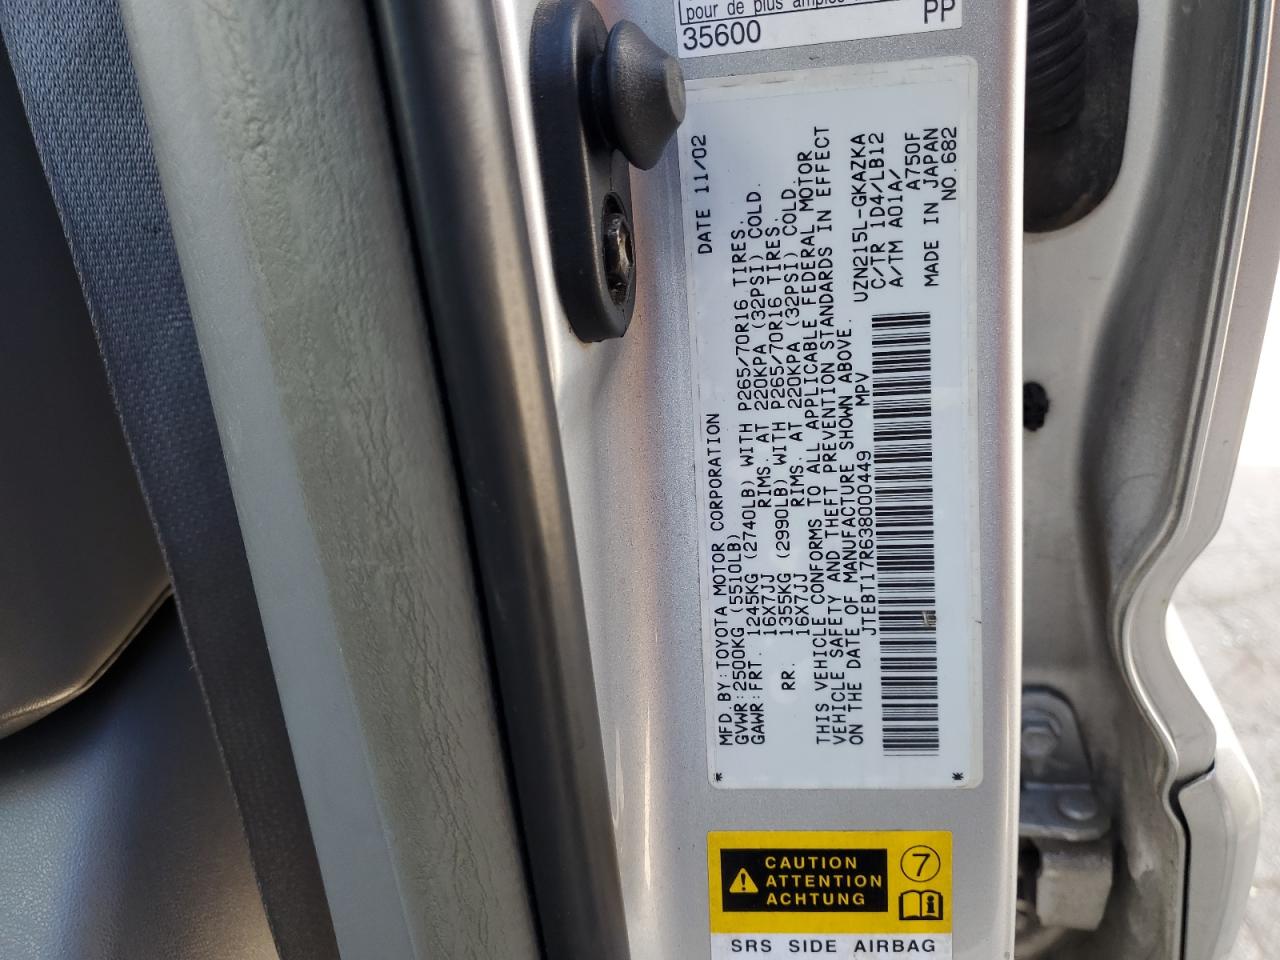 pour de plus amples
35600
PP
DATE 11/02
MFD. BY: TOYOTA MOTOR CORPORATION
GVWR: 2500KG (5510LB)
GAWR: FRT. 1245KG (2740LB) WITH P265/70R16 TIRES,
16X7JJ RIMS. AT 220KPA (32PSI) COLD.
RR. 1355KG (2990LB) WITH P265/70R16 TIRES.
16X7JJ RIMS. AT 220KPA (32PSI) COLD.
THIS VEHICLE CONFORMS TO ALL APPLICABLE FEDERAL MOTOR
VEHICLE SAFETY AND THEFT PREVENTION STANDARDS IN EFFECT
ON THE DATE OF MANUFACTURE SHOWN ABOVE.
JTEBT17R638000449 MPV
UZN215L-GKAZKA
C/TR 1D4/LB12
A/TM A01A/ A750F
MADE IN JAPAN
NO.682
* *
CAUTION
ATTENTION
ACHTUNG
7
SRS SIDE AIRBAG